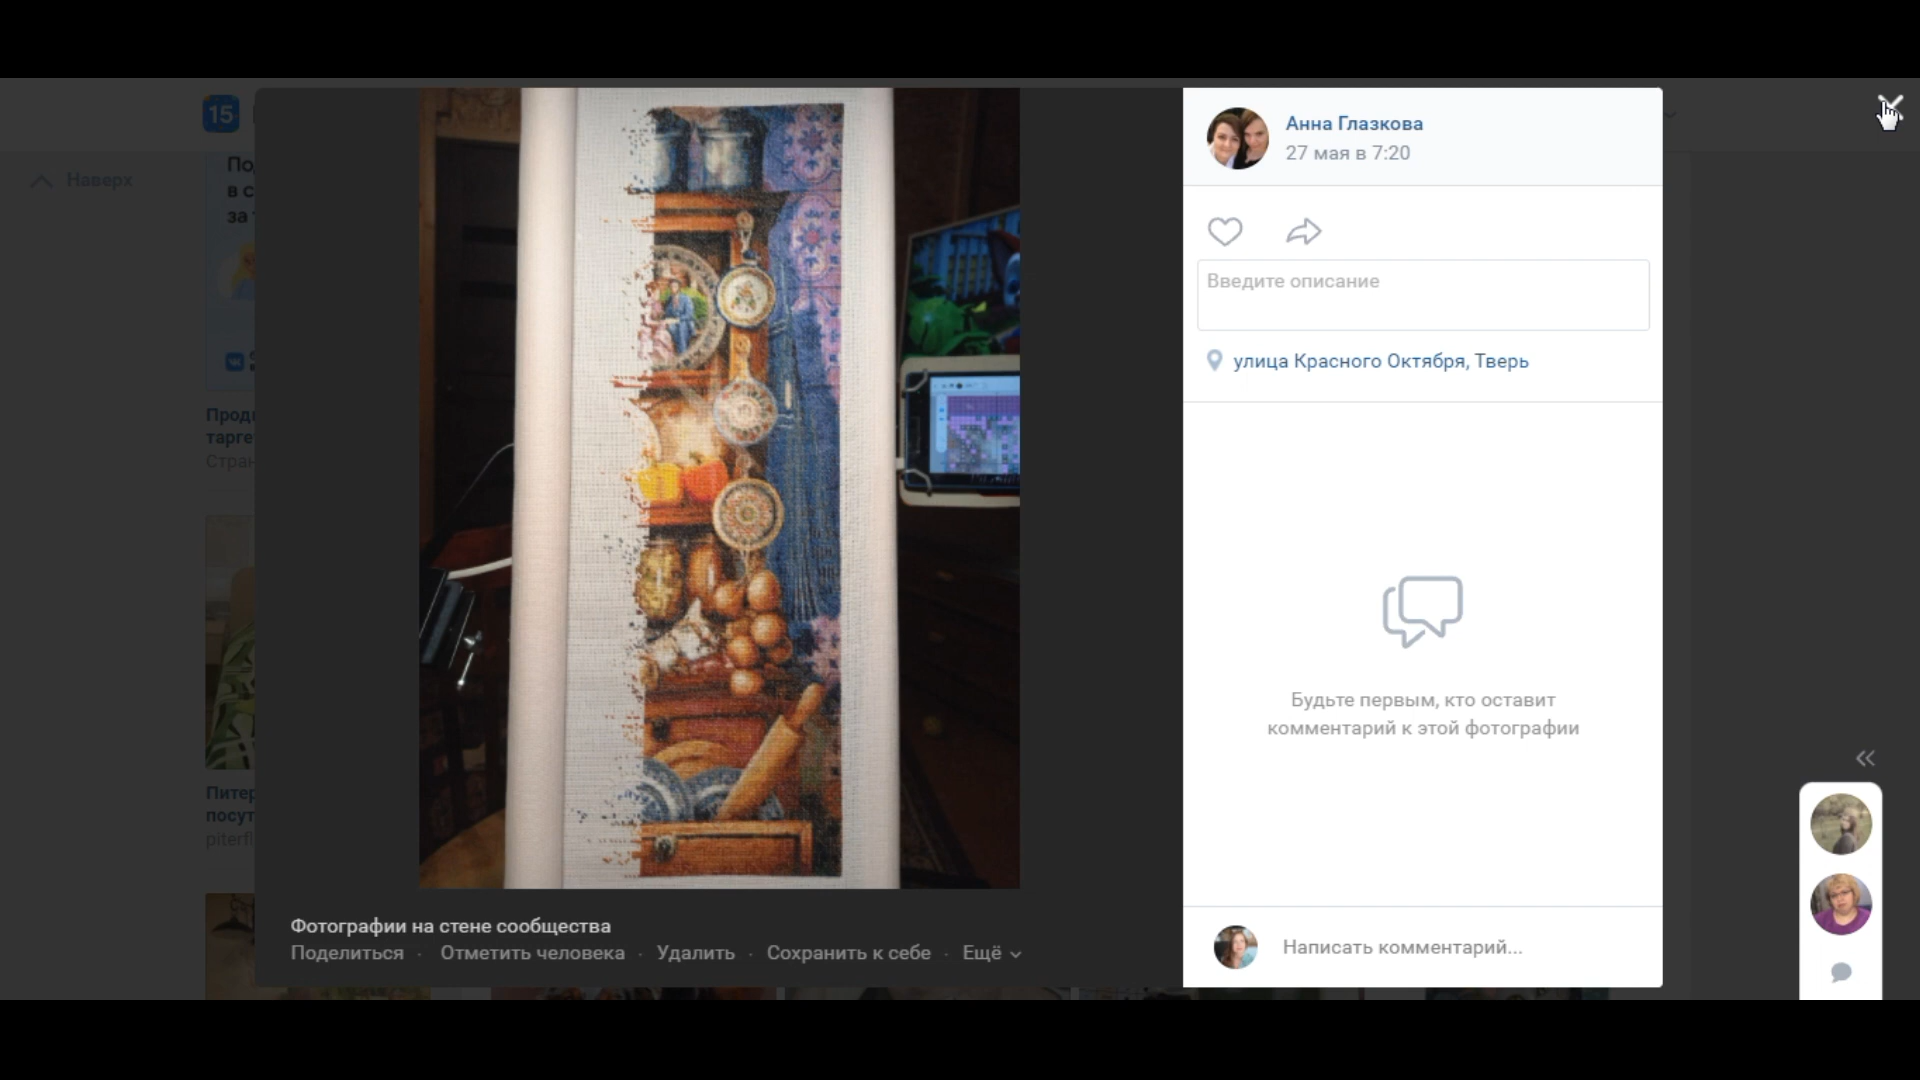 15
Наверх
Анна Глазкова
27 мая в 7:20
Введите описание
улица Красного Октября, Тверь
Будьте первым, кто оставит
комментарий к этой фотографии
Фотографии на стене сообщества
Поделиться · Отметить человека · Удалить · Сохранить к себе · Ещё
Написать комментарий...
в с
за